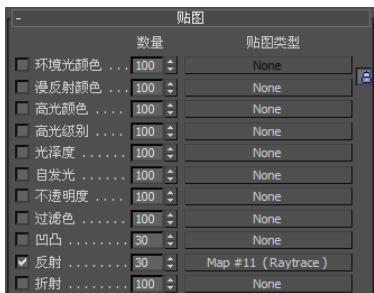 - 贴图
数量 贴图类型
环境光颜色 ... 100 None
漫反射颜色 ... 100 None
高光颜色 .... 100 None
高光级别 .... 100 None
光泽度 ...... 100 None
自发光 ...... 100 None
不透明度 .... 100 None
过滤色 ...... 100 None
凹凸 ........ 30 None
反射 ........ 30 Map #11 ( Raytrace )
折射 ........ 100 None